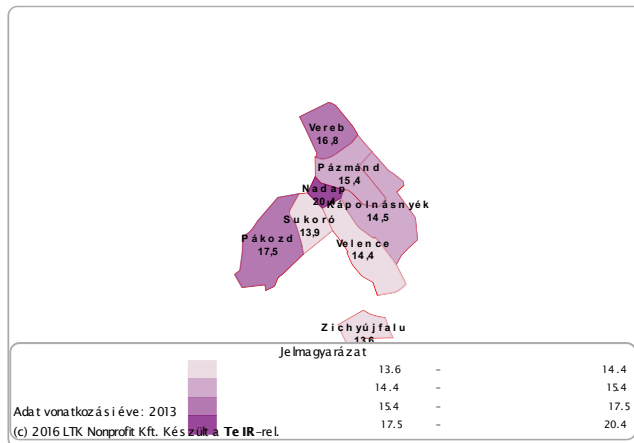 Vereb
16,8
Pázmánd
15,4
Nadap
20,4
Kápolnásnyék
14,5
Sukoró
13,9
Velence
14,4
Pákozd
17,5
Zichyújfalu
13,6
Jelmagyarázat
13.6 – 14.4
14.4 – 15.4
15.4 – 17.5
17.5 – 20.4
Adat vonatkozási éve: 2013
(c) 2016 LTK Nonprofit Kft. Készült a TeIR-rel.